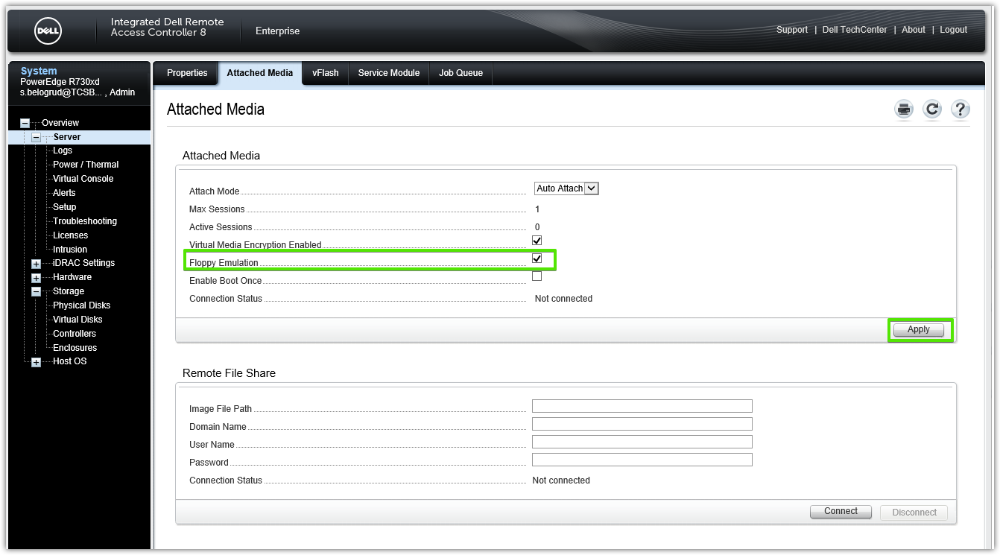 DELL
Integrated Dell Remote
Access Controller 8
Enterprise
Support | Dell TechCenter | About | Logout
System
PowerEdge R730xd
s.belogrud@TCSB... , Admin
Overview
Server
Logs
Power / Thermal
Virtual Console
Alerts
Setup
Troubleshooting
Licenses
Intrusion
iDRAC Settings
Hardware
Storage
Physical Disks
Virtual Disks
Controllers
Enclosures
Host OS
Properties Attached Media vFlash Service Module Job Queue
Attached Media
Attached Media
Attach Mode Auto Attach
Max Sessions 1
Active Sessions 0
Virtual Media Encryption Enabled
Floppy Emulation
Enable Boot Once
Connection Status Not connected
Apply
Remote File Share
Image File Path
Domain Name
User Name
Password
Connection Status Not connected
Connect Disconnect